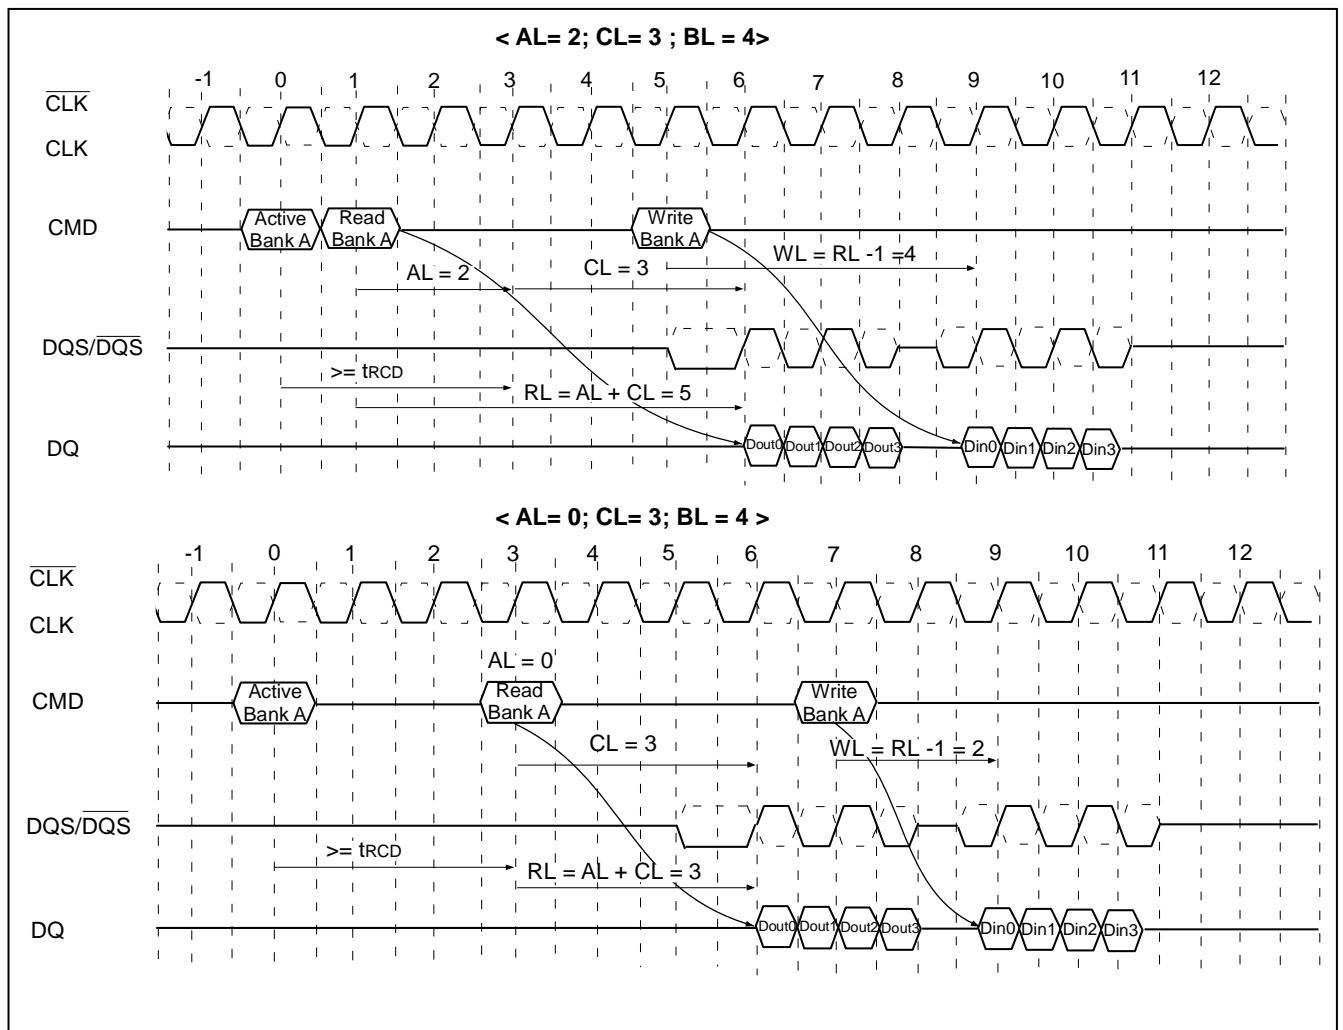 < AL= 2; CL= 3 ; BL = 4>
-1 0 1 2 3 4 5 6 7 8 9 10 11 12
CLK
CLK
CMD
Active
Bank A
Read
Bank A
Write
Bank A
WL = RL -1 =4
AL = 2
CL = 3
DQS/DQS
>= tRCD
RL = AL + CL = 5
DQ
Dout0 Dout1 Dout2 Dout3 Din0 Din1 Din2 Din3
< AL= 0; CL= 3; BL = 4 >
-1 0 1 2 3 4 5 6 7 8 9 10 11 12
CLK
CLK
AL = 0
CMD
Active
Bank A
Read
Bank A
Write
Bank A
CL = 3
WL = RL -1 = 2
DQS/DQS
>= tRCD
RL = AL + CL = 3
DQ
Dout0 Dout1 Dout2 Dout3 Din0 Din1 Din2 Din3